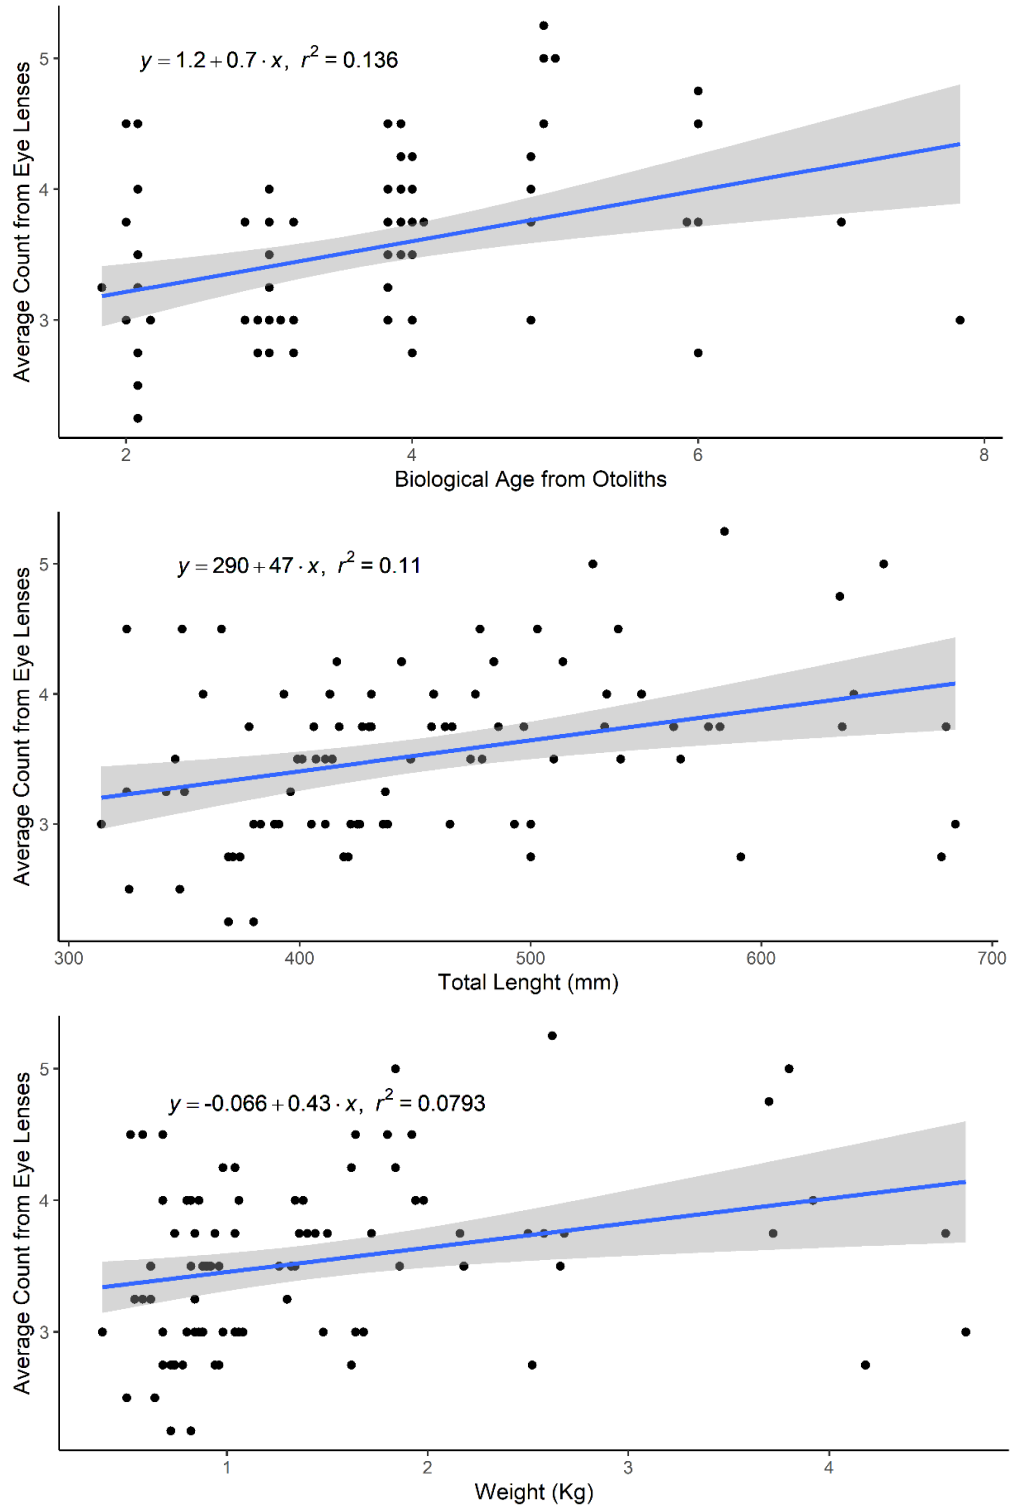 y = 1.2 + 0.7 · x, r² = 0.136
5
4
3
Average Count from Eye Lenses
2 4 6 8
Biological Age from Otoliths
y = 290 + 47 · x, r² = 0.11
5
4
3
Average Count from Eye Lenses
300 400 500 600 700
Total Lenght (mm)
y = -0.066 + 0.43 · x, r² = 0.0793
5
4
3
Average Count from Eye Lenses
1 2 3 4
Weight (Kg)